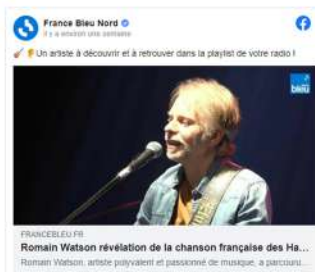 France Bleu Nord
il y a environ une semaine
Un artiste à découvrir et à retrouver dans la playlist de votre radio !
bleu
FRANCEBLEU.FR
Romain Watson révélation de la chanson française des Ha...
Romain Watson, artiste polyvalent et passionné de musique, a parcouru...